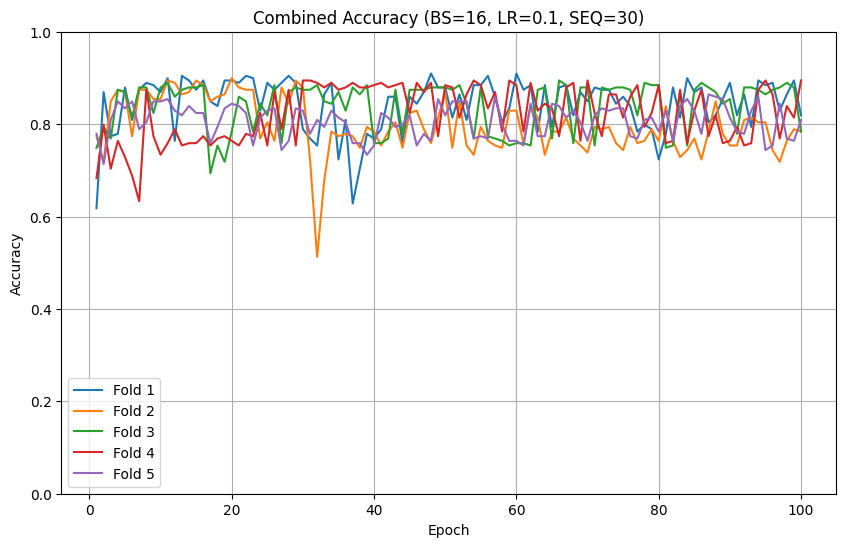 Combined Accuracy (BS=16, LR=0.1, SEQ=30)
1.0
0.8
0.6
0.4
0.2
0.0
Accuracy
Fold 1
Fold 2
Fold 3
Fold 4
Fold 5
0 20 40 60 80 100
Epoch